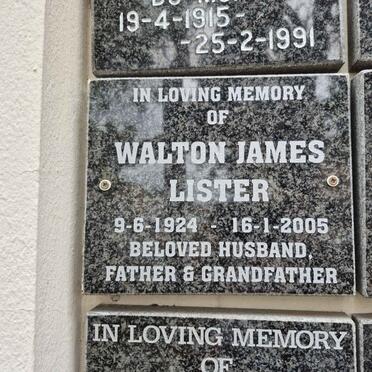 19-4-1915-
-25-2-1991
IN LOVING MEMORY
OF
WALTON JAMES
LISTER
9-6-1924 - 16-1-2005
BELOVED HUSBAND,
FATHER & GRANDFATHER
IN LOVING MEMORY
OF